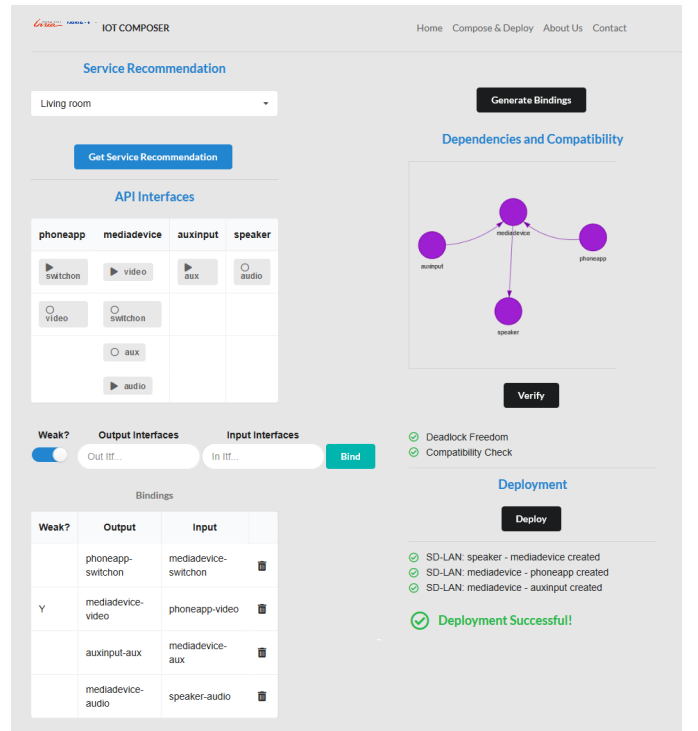 IOT COMPOSER
Home Compose & Deploy About Us Contact
Service Recommendation
Living room
Get Service Recommendation
API Interfaces
phoneapp mediadevice auxinput speaker
switchon video aux audio
video switchon
aux
audio
Weak? Output Interfaces Input Interfaces
Out Itf... In Itf... Bind
Bindings
Weak? Output Input
phoneapp-
switchon
mediadevice-
switchon
Y
mediadevice-
video
phoneapp-video
auxinput-aux
mediadevice-
aux
mediadevice-
audio
speaker-audio
Generate Bindings
Dependencies and Compatibility
mediadevice
auxinput
phoneapp
speaker
Verify
Deadlock Freedom
Compatibility Check
Deployment
Deploy
SD-LAN: speaker - mediadevice created
SD-LAN: mediadevice - phoneapp created
SD-LAN: mediadevice - auxinput created
Deployment Successful!